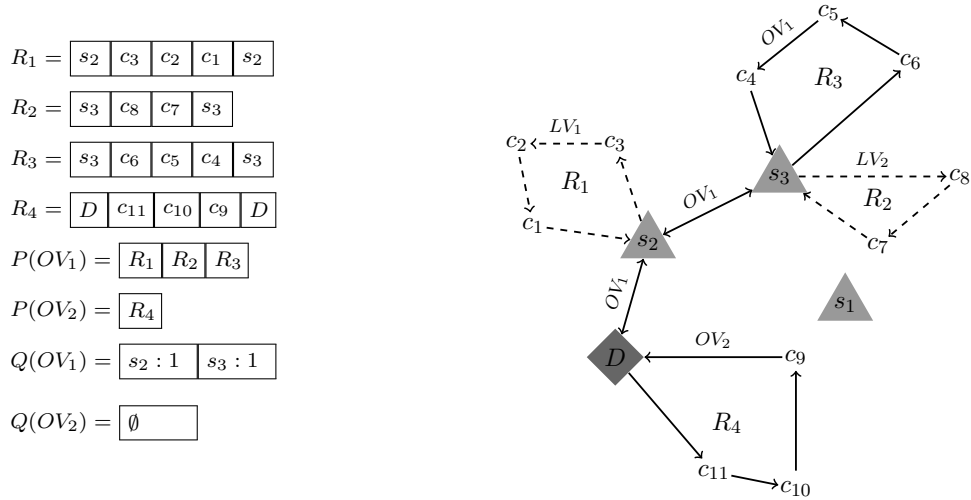 R₁ = s₂ c₃ c₂ c₁ s₂
R₂ = s₃ c₈ c₇ s₃
R₃ = s₃ c₆ c₅ c₄ s₃
R₄ = D c₁₁ c₁₀ c₉ D
P(OV₁) = R₁ R₂ R₃
P(OV₂) = R₄
Q(OV₁) = s₂ : 1 s₃ : 1
Q(OV₂) = ∅
c₅
OV₁
c₆
c₄
R₃
LV₁
c₂
c₃
R₁
c₁
s₂
OV₁
s₃
LV₂
c₈
R₂
c₇
OV₁
s₁
D
OV₂
c₉
R₄
c₁₁
c₁₀